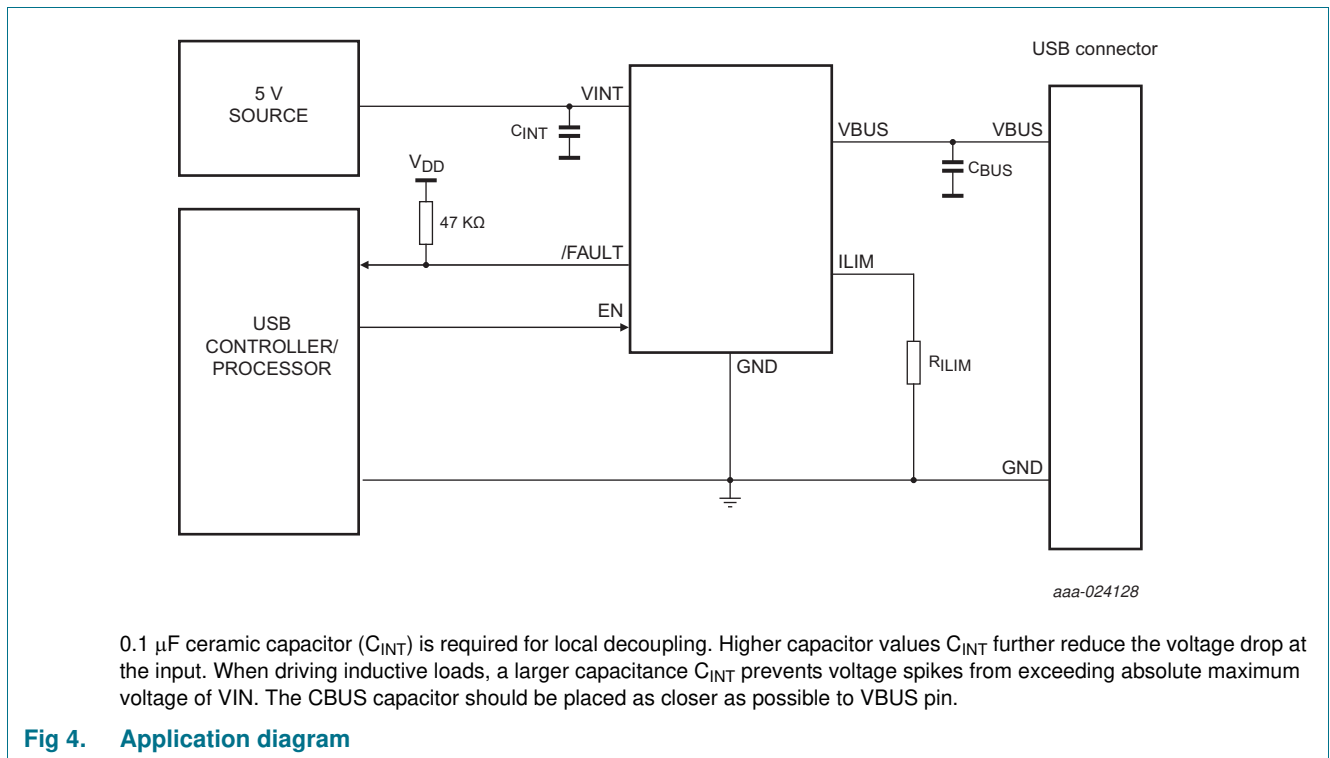 USB connector
5 V
SOURCE
VINT
CINT
VBUS
VBUS
CBUS
VDD
47 KΩ
/FAULT
ILIM
EN
USB
CONTROLLER/
PROCESSOR
GND
RILIM
GND
aaa-024128
0.1 μF ceramic capacitor (CINT) is required for local decoupling. Higher capacitor values CINT further reduce the voltage drop at
the input. When driving inductive loads, a larger capacitance CINT prevents voltage spikes from exceeding absolute maximum
voltage of VIN. The CBUS capacitor should be placed as closer as possible to VBUS pin.
Fig 4. Application diagram